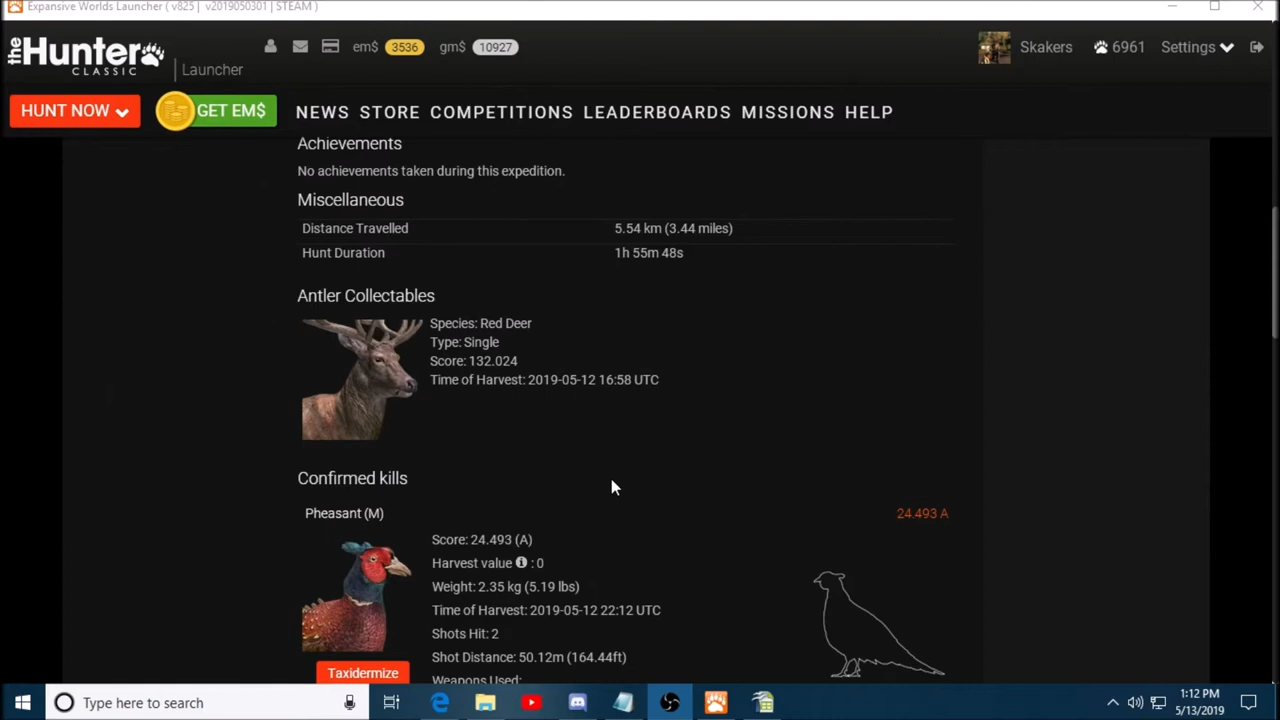 Expansive Worlds Launcher ( v825 | v2019050301 | STEAM )
theHunter CLASSIC | Launcher em$ 3536 gm$ 10927 Skakers 6961 Settings
HUNT NOW GET EM$ NEWS STORE COMPETITIONS LEADERBOARDS MISSIONS HELP
Achievements
No achievements taken during this expedition.
Miscellaneous
Distance Travelled 5.54 km (3.44 miles)
Hunt Duration 1h 55m 48s
Antler Collectables
Species: Red Deer
Type: Single
Score: 132.024
Time of Harvest: 2019-05-12 16:58 UTC
Confirmed kills
Pheasant (M) 24.493 A
Score: 24.493 (A)
Harvest value : 0
Weight: 2.35 kg (5.19 lbs)
Time of Harvest: 2019-05-12 22:12 UTC
Shots Hit: 2
Shot Distance: 50.12m (164.44ft)
Taxidermize
Weapons Used:
Type here to search
1:12 PM
5/13/2019